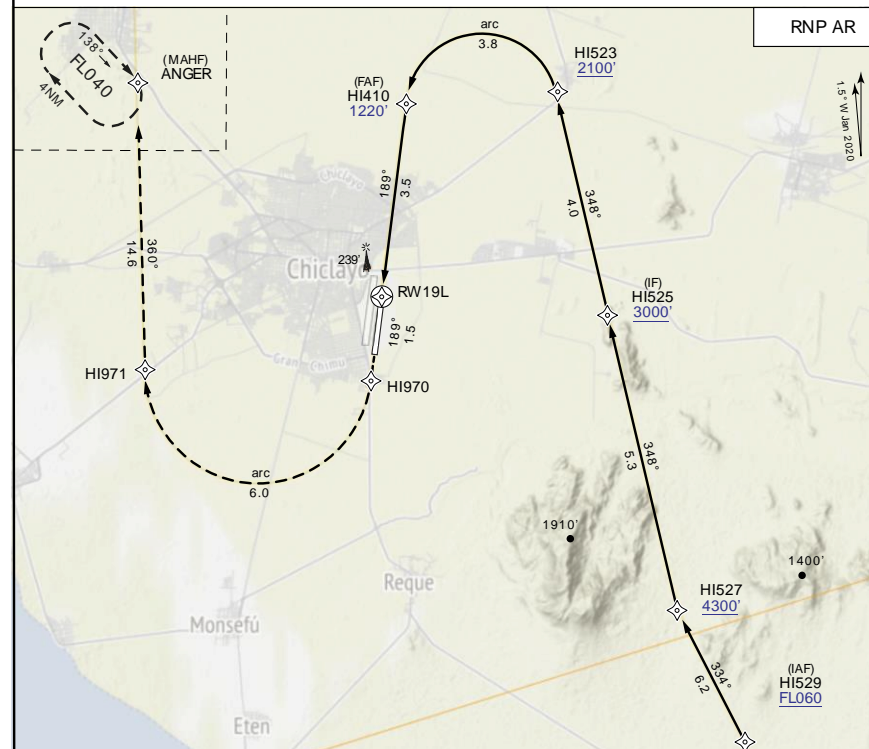 RNP AR
1.5° W Jan 2020
138°
FL040
4NM
(MAHF)
ANGER
arc
3.8
HI523
2100'
(FAF)
HI410
1220'
Chiclayo
189°
3.5
348°
4.0
360°
14.6
239'
Chiclayo
RW19L
(IF)
HI525
3000'
189°
1.5
Gran Chimu
HI971
HI970
348°
5.3
arc
6.0
1910'
1400'
Reque
HI527
4300'
Monsefú
334°
6.2
(IAF)
HI529
FL060
Eten